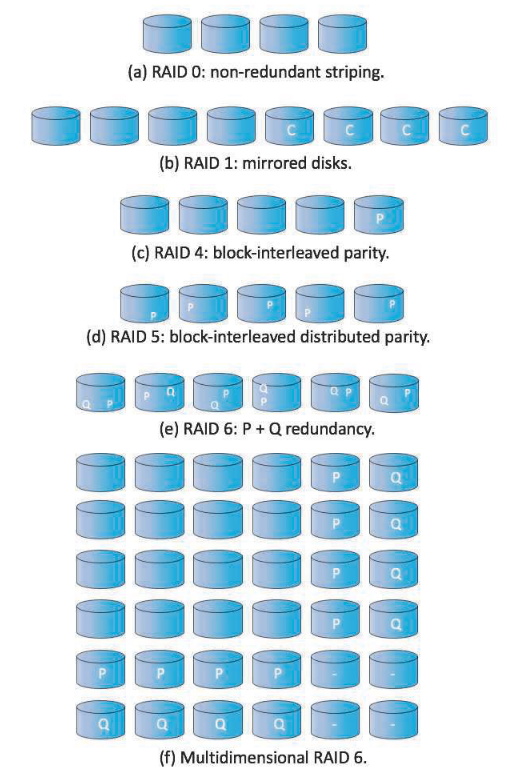 (a) RAID 0: non-redundant striping.
C C C C
(b) RAID 1: mirrored disks.
P
(c) RAID 4: block-interleaved parity.
P P P P P
(d) RAID 5: block-interleaved distributed parity.
Q P P Q Q P Q P Q P Q P
(e) RAID 6: P + Q redundancy.
P Q
P Q
P Q
P Q
P P P P - -
Q Q Q Q - -
(f) Multidimensional RAID 6.